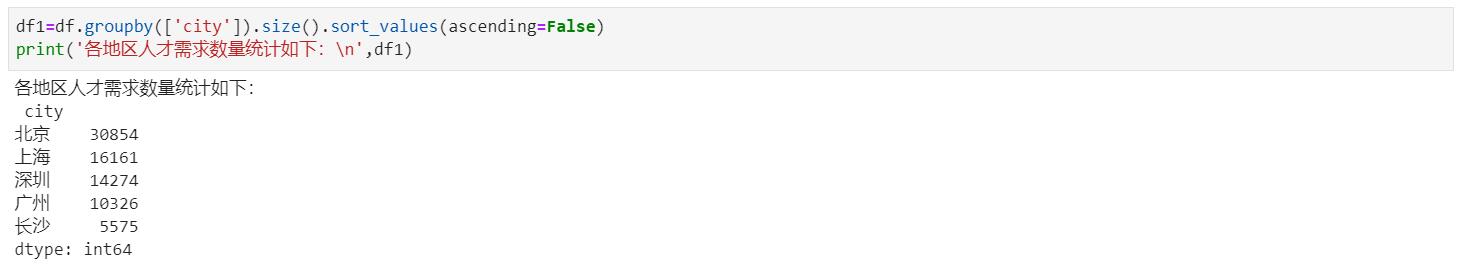 df1=df.groupby(['city']).size().sort_values(ascending=False)
print('各地区人才需求数量统计如下：\n',df1)
各地区人才需求数量统计如下：
city
北京 30854
上海 16161
深圳 14274
广州 10326
长沙 5575
dtype: int64